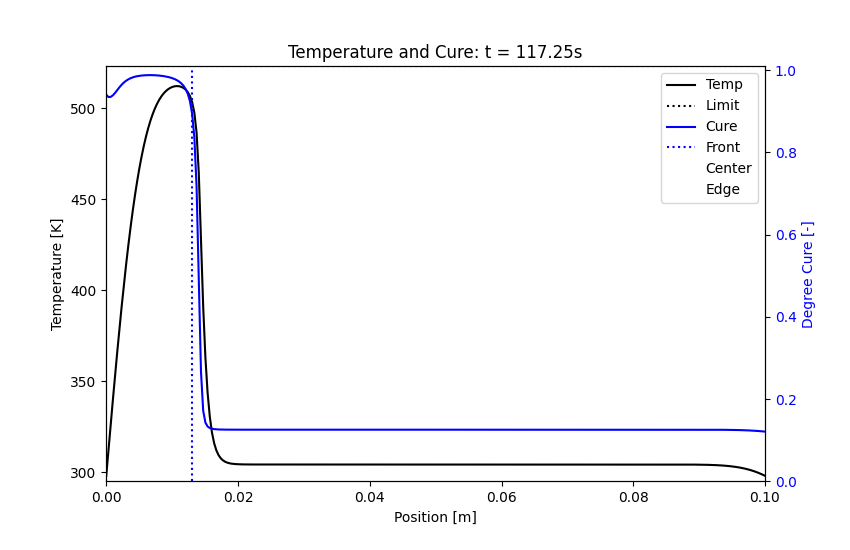 Temperature and Cure: t = 117.25s
Temperature [K]
500
450
400
350
300
Temp
Limit
Cure
Front
Center
Edge
1.0
0.8
0.6
0.4
0.2
0.0
Degree Cure [-]
0.00 0.02 0.04 0.06 0.08 0.10
Position [m]